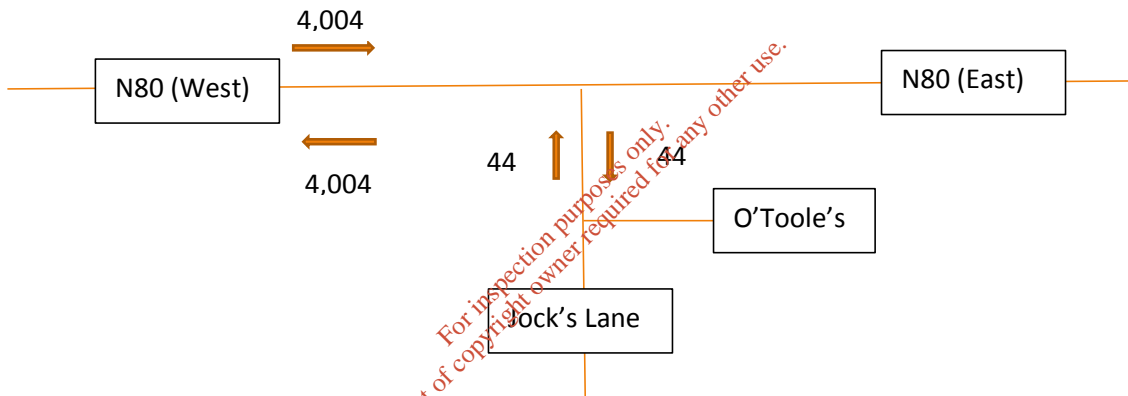 4,004
N80 (West)
N80 (East)
44
44
4,004
O'Toole's
Jock's Lane
For inspection purposes only.
of copyright owner required for any other use.